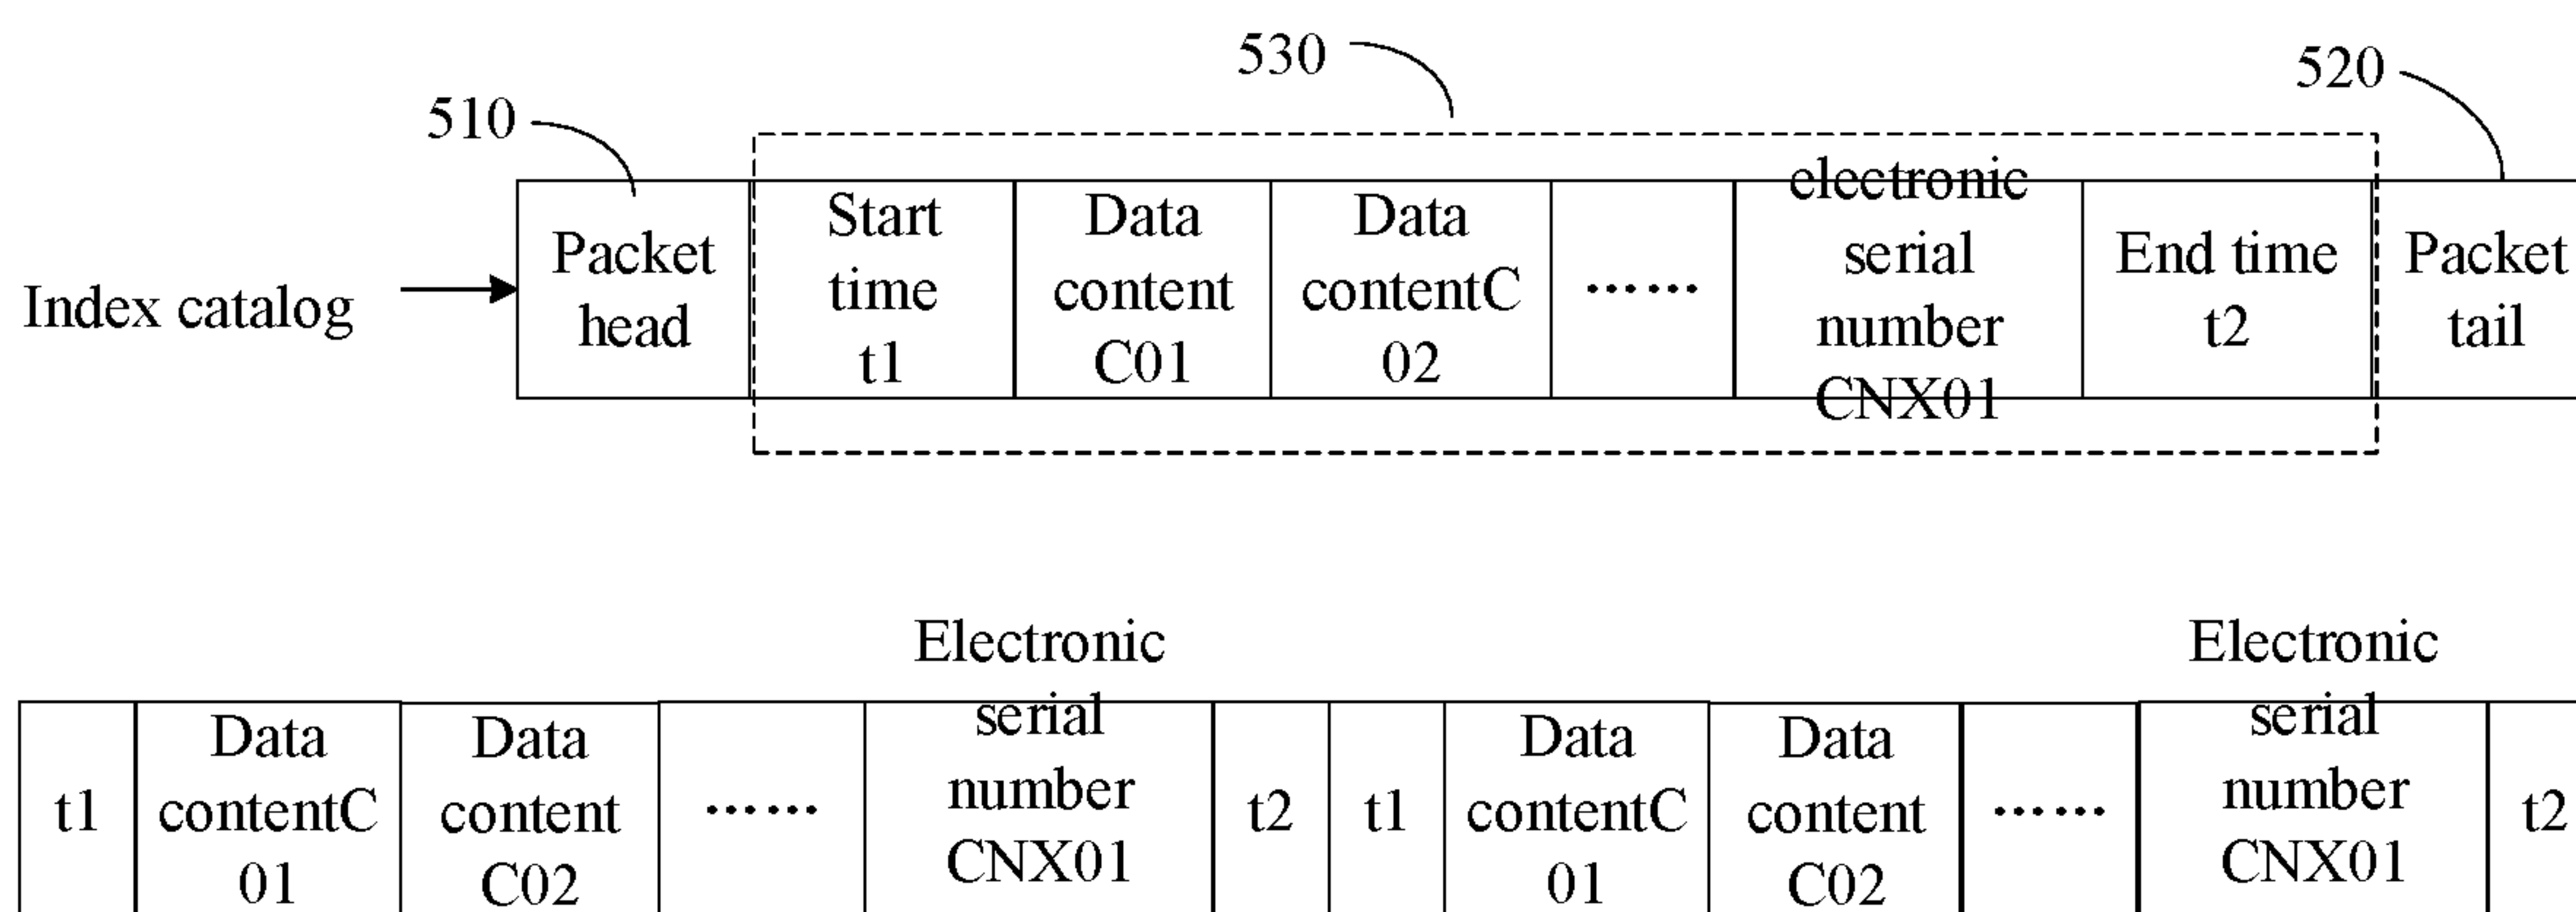 530
520
510
Index catalog
Packet
head
Start
time
t1
Data
content
C01
Data
contentC
02
......
electronic
serial
number
CNX01
End time
t2
Packet
tail
t1
Data
contentC
01
Data
content
C02
......
Electronic
serial
number
CNX01
t2
t1
Data
contentC
01
Data
content
C02
......
Electronic
serial
number
CNX01
t2